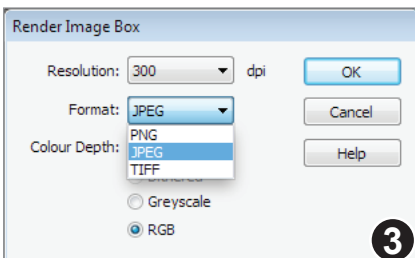 Render Image Box
Resolution: 300 dpi OK
Format: JPEG Cancel
PNG
Colour Depth: JPEG Help
TIFF
Greyscale
RGB
3